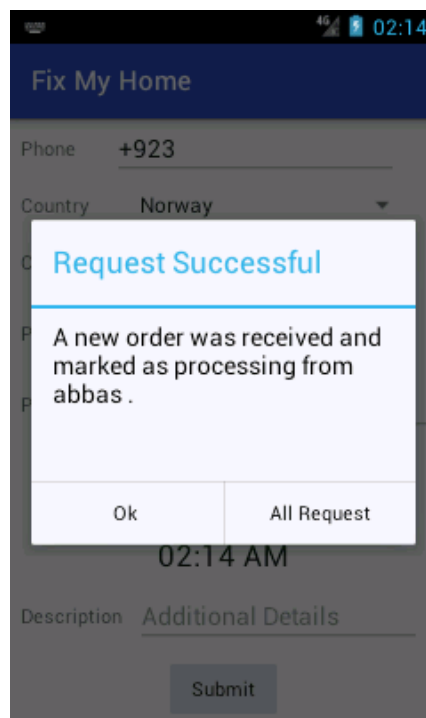 4G 02:14
Fix My Home
Phone +923
Country Norway
Request Successful
A new order was received and
marked as processing from
abbas .
Ok All Request
02:14 AM
Description Additional Details
Submit